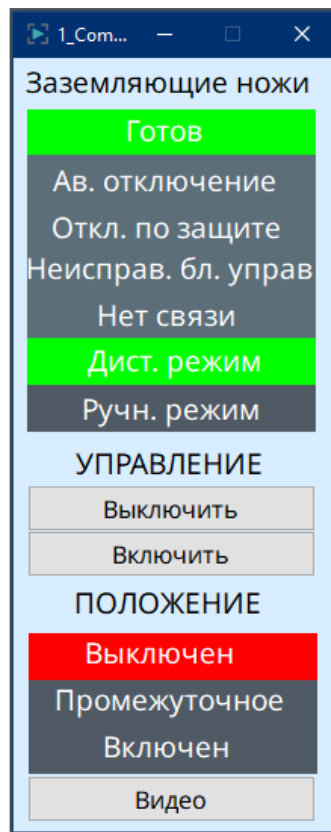 1_Com...
Заземляющие ножи
Готов
Ав. отключение
Откл. по защите
Неисправ. бл. управ
Нет связи
Дист. режим
Ручн. режим
УПРАВЛЕНИЕ
Выключить
Включить
ПОЛОЖЕНИЕ
Выключен
Промежуточное
Включен
Видео